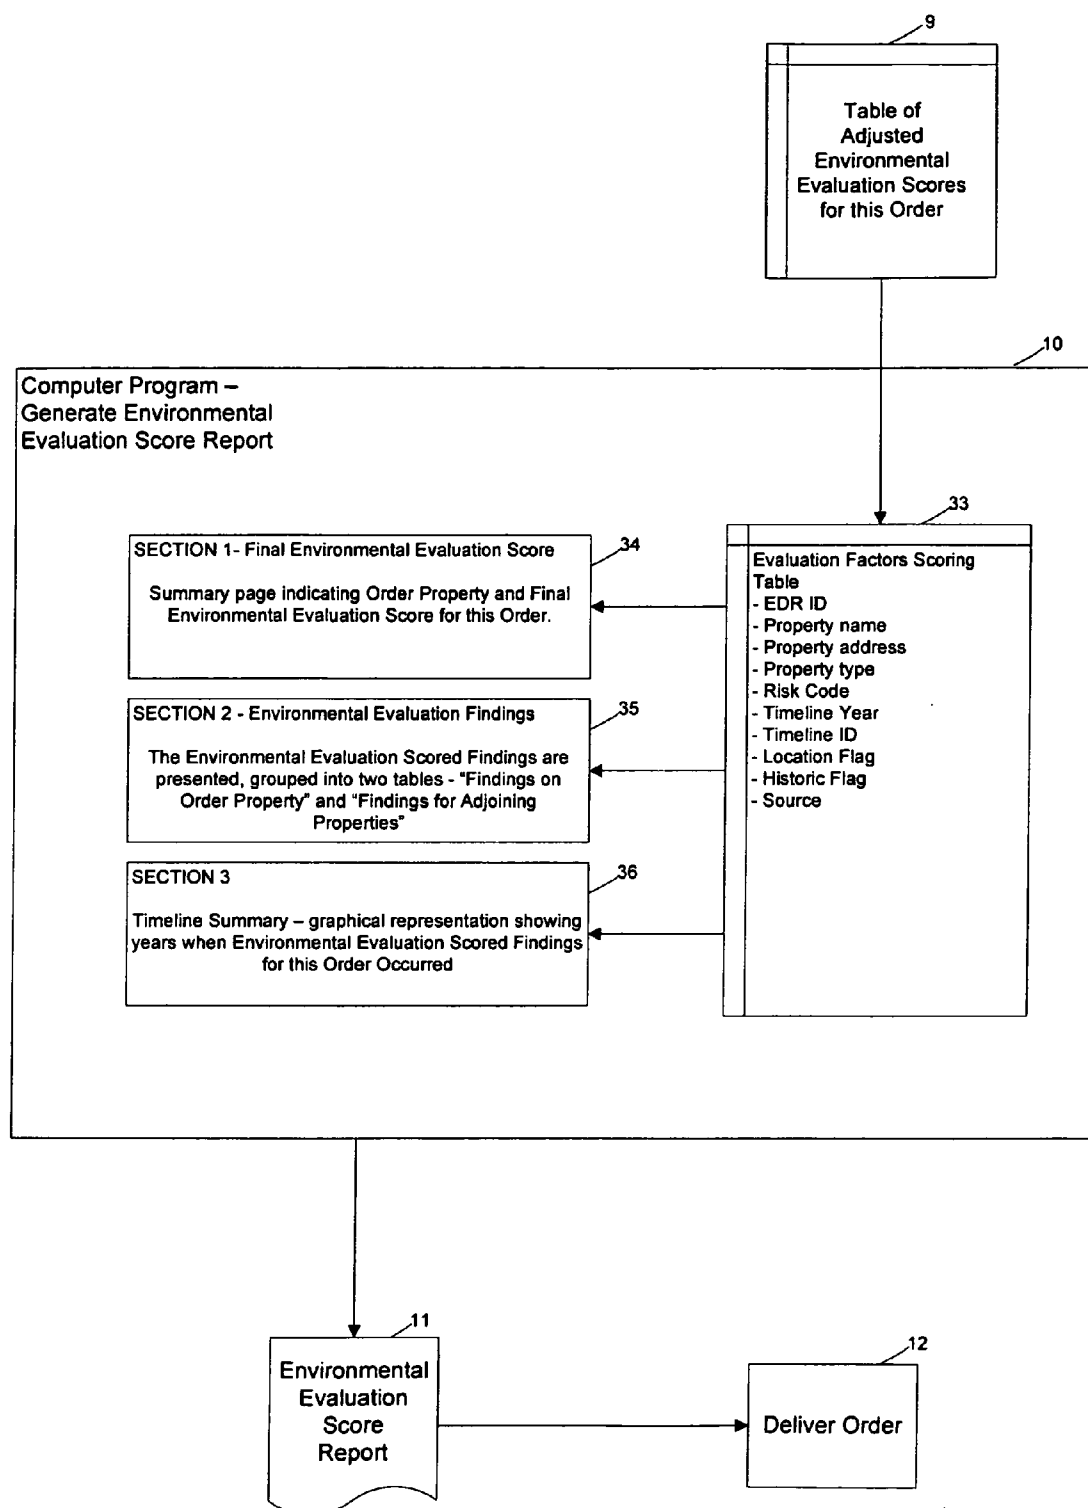 9
Table of
Adjusted
Environmental
Evaluation Scores
for this Order
10
Computer Program –
Generate Environmental
Evaluation Score Report
33
Evaluation Factors Scoring
Table
- EDR ID
- Property name
- Property address
- Property type
- Risk Code
- Timeline Year
- Timeline ID
- Location Flag
- Historic Flag
- Source
34
SECTION 1- Final Environmental Evaluation Score
Summary page indicating Order Property and Final
Environmental Evaluation Score for this Order.
35
SECTION 2 - Environmental Evaluation Findings
The Environmental Evaluation Scored Findings are
presented, grouped into two tables - "Findings on
Order Property" and "Findings for Adjoining
Properties"
36
SECTION 3
Timeline Summary – graphical representation showing
years when Environmental Evaluation Scored Findings
for this Order Occurred
11
Environmental
Evaluation
Score
Report
12
Deliver Order